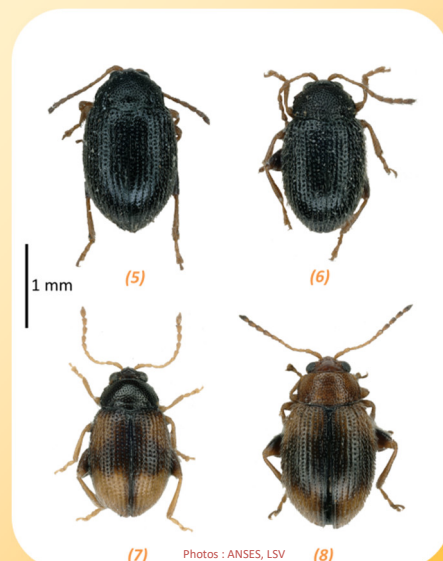 (5)
(6)
1 mm
(7)
Photos : ANSES, LSV
(8)